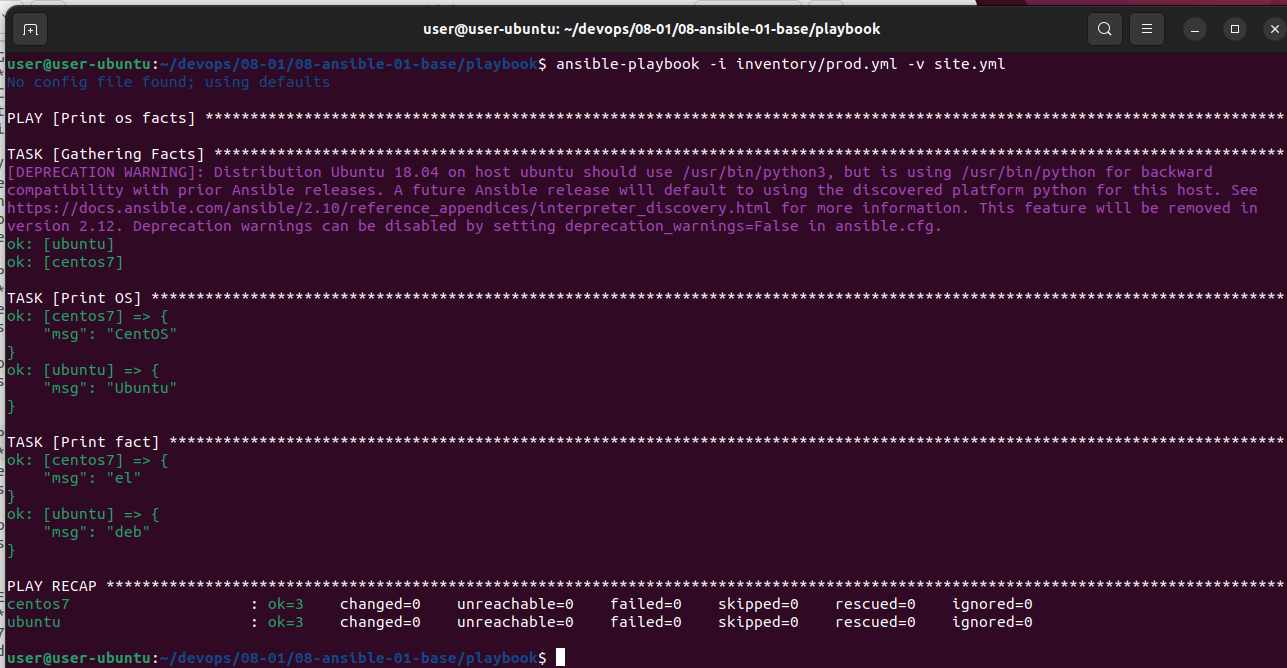 user@user-ubuntu: ~/devops/08-01/08-ansible-01-base/playbook
user@user-ubuntu:~/devops/08-01/08-ansible-01-base/playbook$ ansible-playbook -i inventory/prod.yml -v site.yml
No config file found; using defaults
PLAY [Print os facts] ************************************************************************************************************************
TASK [Gathering Facts] ***********************************************************************************************************************
[DEPRECATION WARNING]: Distribution Ubuntu 18.04 on host ubuntu should use /usr/bin/python3, but is using /usr/bin/python for backward
compatibility with prior Ansible releases. A future Ansible release will default to using the discovered platform python for this host. See
https://docs.ansible.com/ansible/2.10/reference_appendices/interpreter_discovery.html for more information. This feature will be removed in
version 2.12. Deprecation warnings can be disabled by setting deprecation_warnings=False in ansible.cfg.
ok: [ubuntu]
ok: [centos7]
TASK [Print OS] ******************************************************************************************************************************
ok: [centos7] => {
    "msg": "CentOS"
}
ok: [ubuntu] => {
    "msg": "Ubuntu"
}
TASK [Print fact] ****************************************************************************************************************************
ok: [centos7] => {
    "msg": "el"
}
ok: [ubuntu] => {
    "msg": "deb"
}
PLAY RECAP ***********************************************************************************************************************************
centos7                    : ok=3    changed=0    unreachable=0    failed=0    skipped=0    rescued=0    ignored=0
ubuntu                     : ok=3    changed=0    unreachable=0    failed=0    skipped=0    rescued=0    ignored=0
user@user-ubuntu:~/devops/08-01/08-ansible-01-base/playbook$